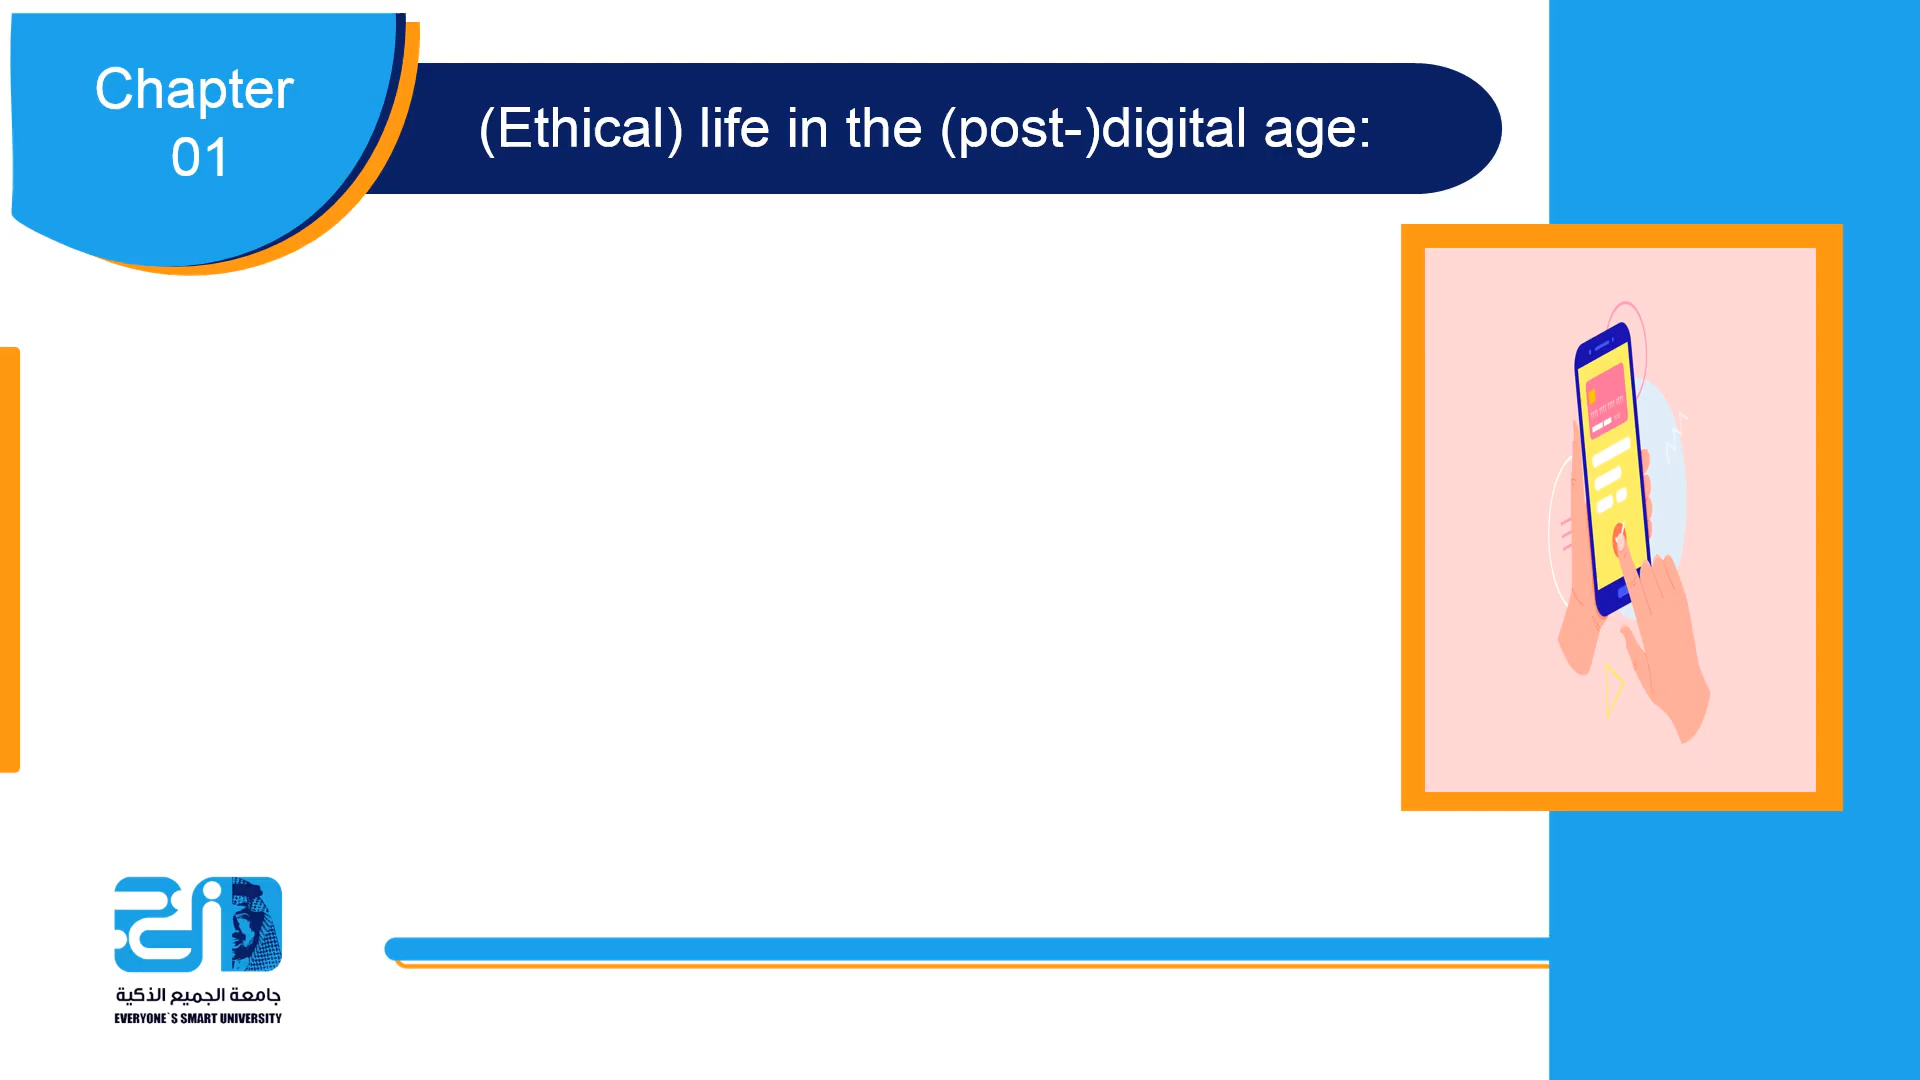 Chapter
01
(Ethical) life in the (post-)digital age:
جامعة الجميع الذكية
EVERYONE`S SMART UNIVERSITY